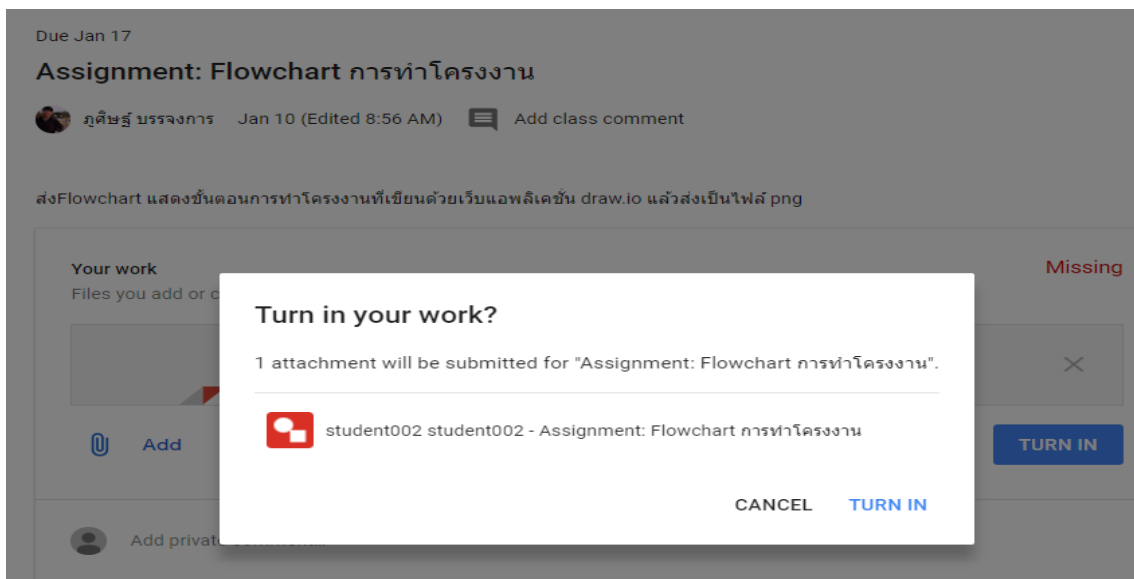 Due Jan 17
Assignment: Flowchart การทำโครงงาน
ภูศิษฐ์ บรรจงการ Jan 10 (Edited 8:56 AM) Add class comment
ส่งFlowchart แสดงขั้นตอนการทำโครงงานที่เขียนด้วยเว็บแอพลิเคชั่น draw.io แล้วส่งเป็นไฟล์ png
Your work Missing
Files you add or c
Turn in your work?
1 attachment will be submitted for "Assignment: Flowchart การทำโครงงาน".
student002 student002 - Assignment: Flowchart การทำโครงงาน
Add TURN IN
CANCEL TURN IN
Add privat